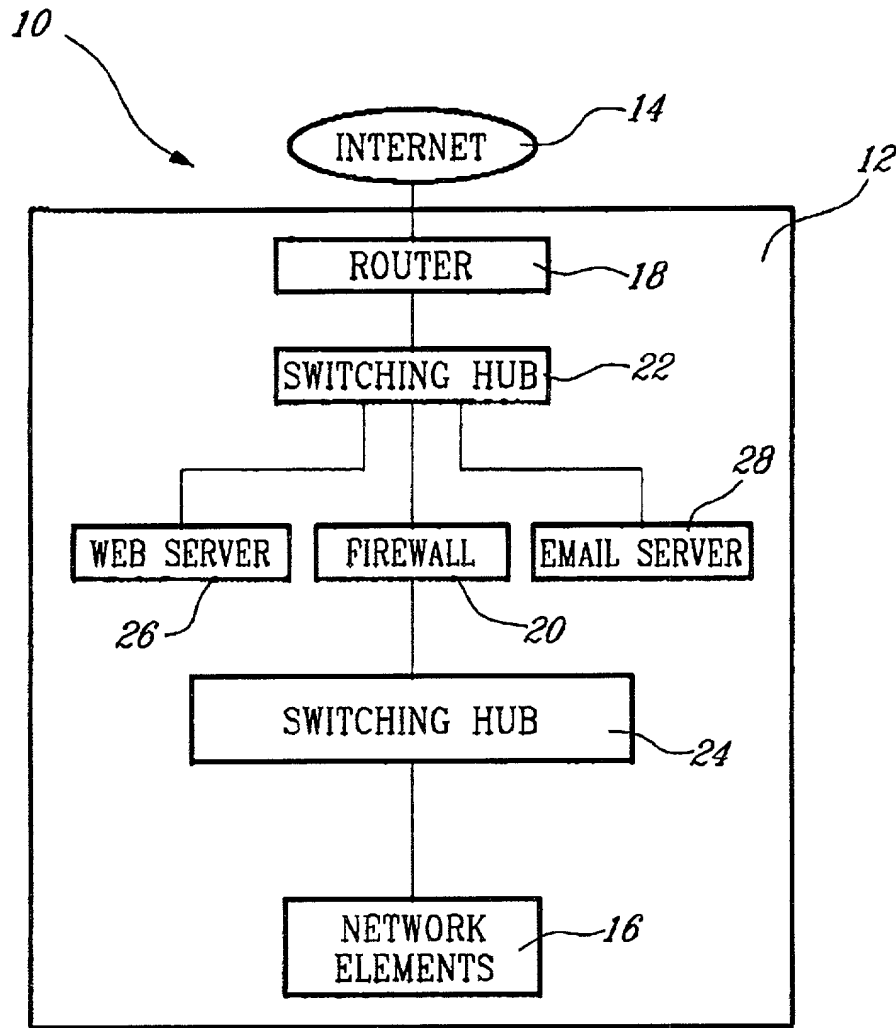 10
INTERNET
14
12
ROUTER
18
SWITCHING HUB
22
28
WEB SERVER
FIREWALL
EMAIL SERVER
26
20
SWITCHING HUB
24
NETWORK
ELEMENTS
16